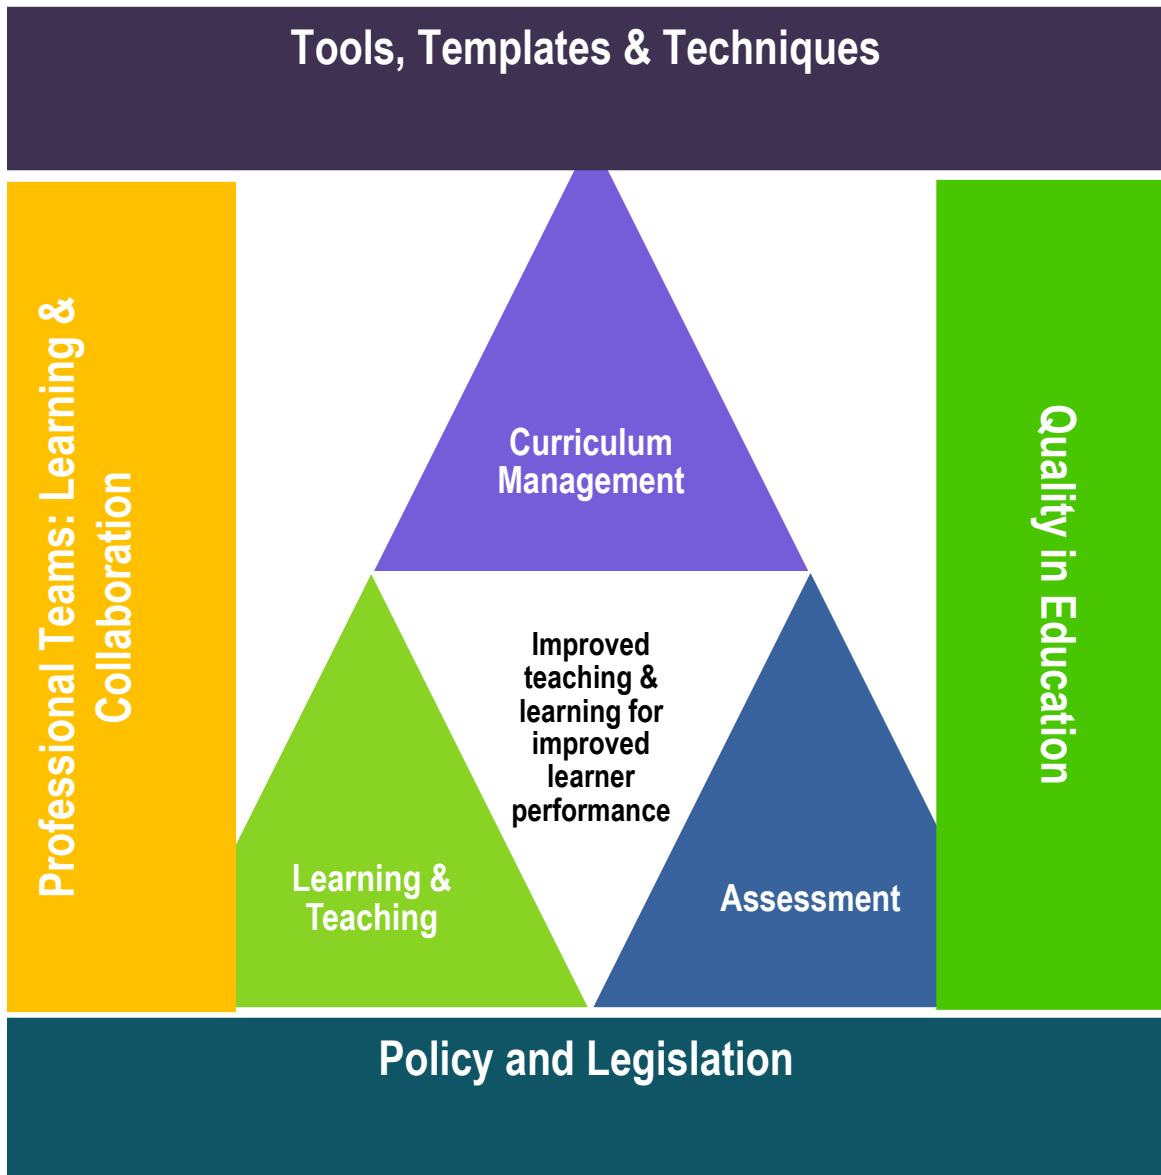 Tools, Templates & Techniques
Professional Teams: Learning &
Collaboration
Curriculum
Management
Quality in Education
Improved
teaching &
learning for
improved
learner
performance
Learning &
Teaching
Assessment
Policy and Legislation